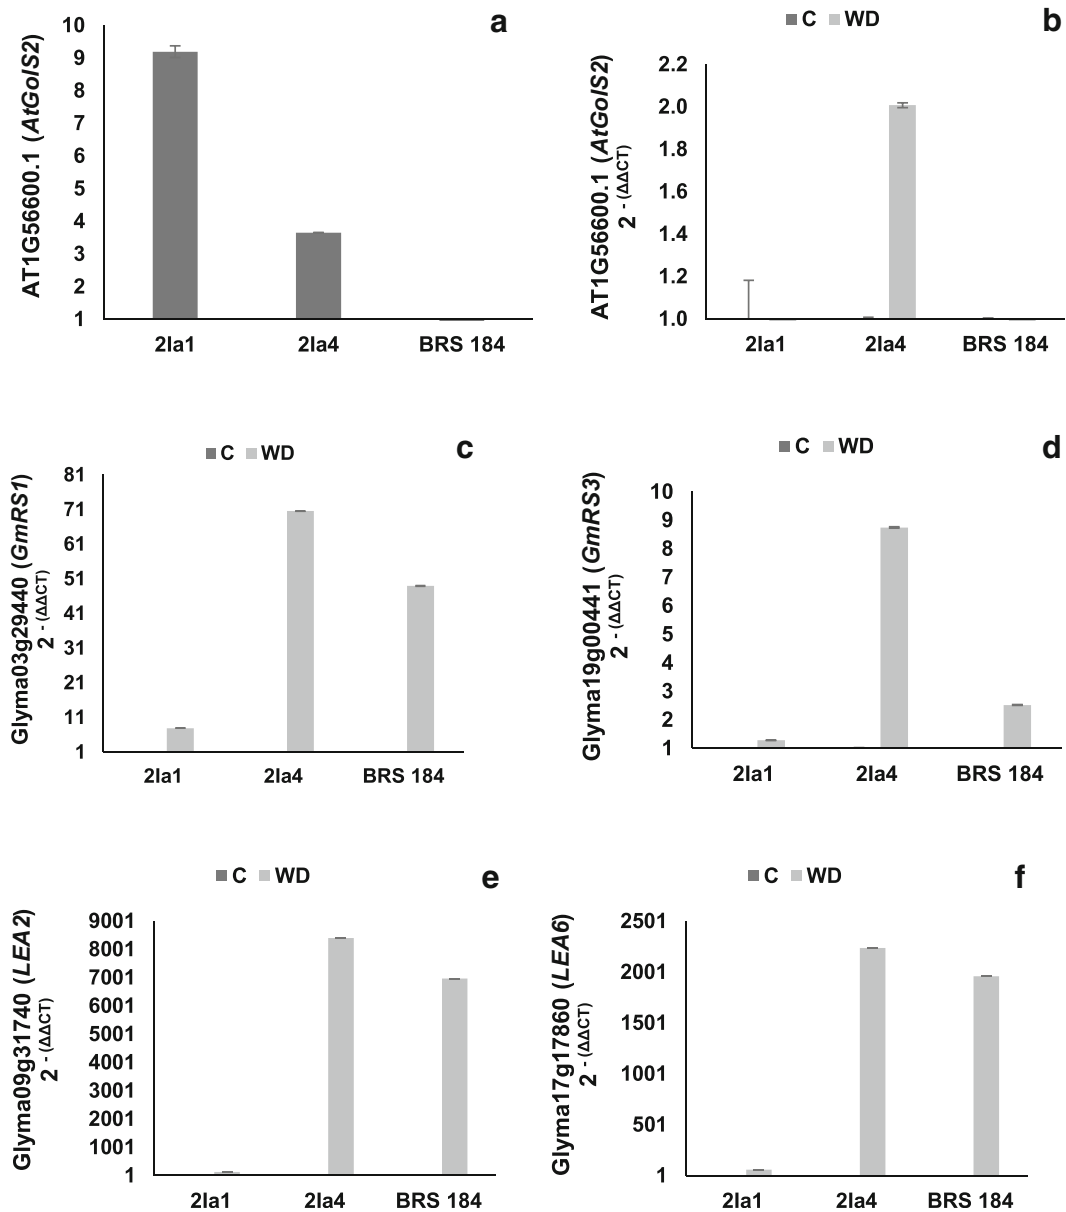 a
AT1G56600.1 (AtGolS2)
10
9
8
7
6
5
4
3
2
1
2Ia1 2Ia4 BRS 184
b
C WD
AT1G56600.1 (AtGolS2)
2 - (ΔΔCT)
2.2
2.0
1.8
1.6
1.4
1.2
1.0
2Ia1 2Ia4 BRS 184
c
C WD
Glyma03g29440 (GmRS1)
2 - (ΔΔCT)
81
71
61
51
41
31
21
11
1
2Ia1 2Ia4 BRS 184
d
C WD
Glyma19g00441 (GmRS3)
2 - (ΔΔCT)
10
9
8
7
6
5
4
3
2
1
2Ia1 2Ia4 BRS 184
e
C WD
Glyma09g31740 (LEA2)
2 - (ΔΔCT)
9001
8001
7001
6001
5001
4001
3001
2001
1001
1
2Ia1 2Ia4 BRS 184
f
C WD
Glyma17g17860 (LEA6)
2 - (ΔΔCT)
2501
2001
1501
1001
501
1
2Ia1 2Ia4 BRS 184